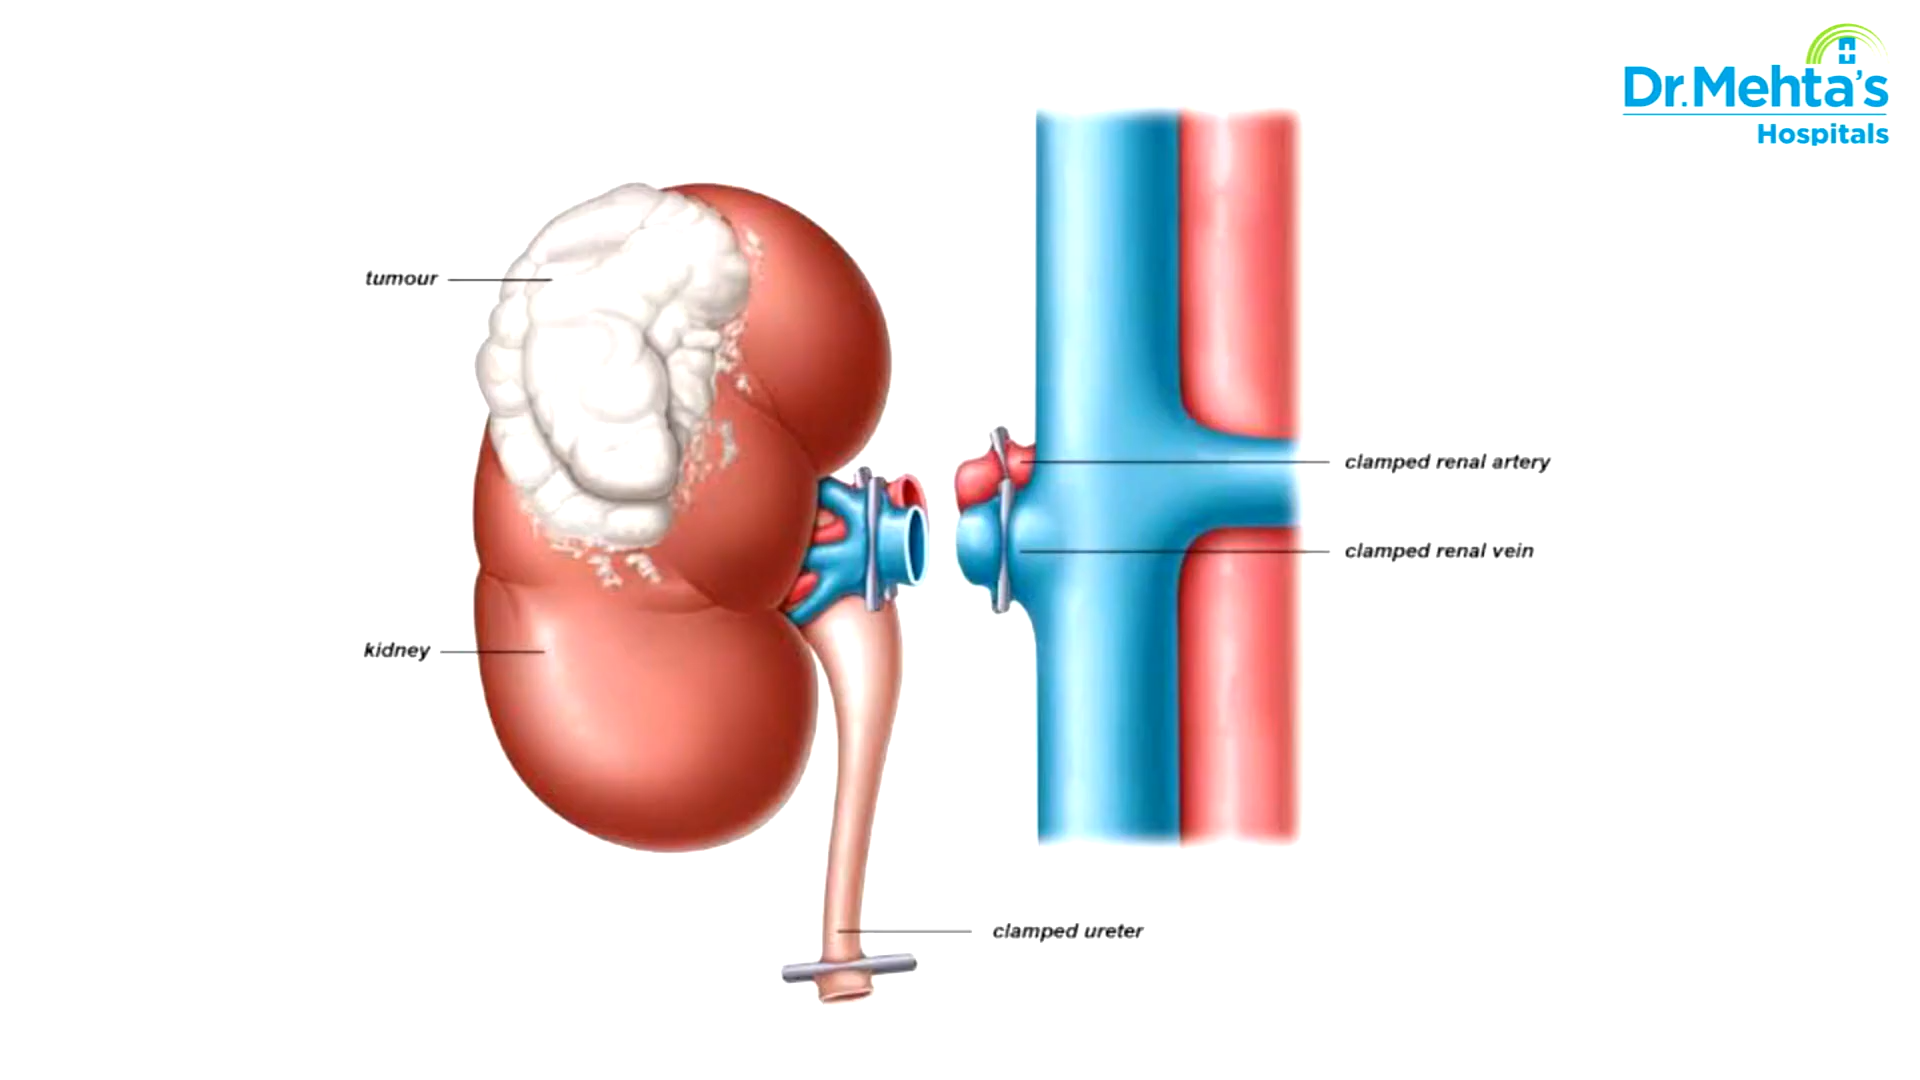 Dr.Mehta's
Hospitals
tumour
clamped renal artery
clamped renal vein
kidney
clamped ureter